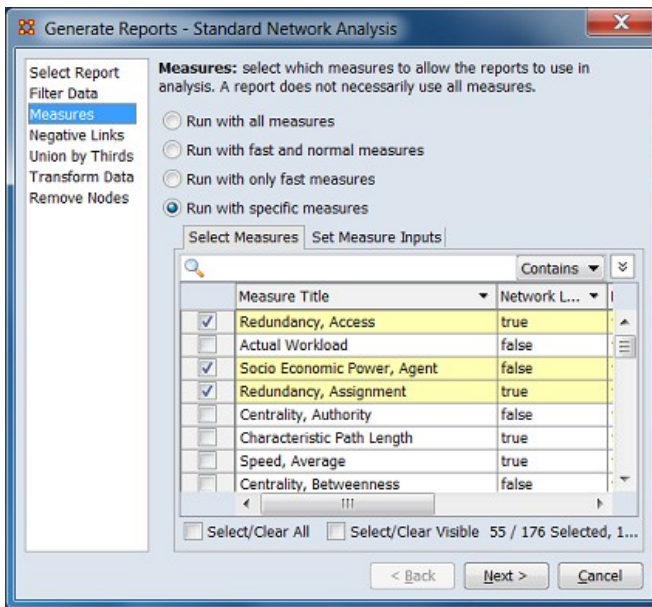 Generate Reports - Standard Network Analysis
Select Report
Filter Data
Measures
Negative Links
Union by Thirds
Transform Data
Remove Nodes
Measures: select which measures to allow the reports to use in
analysis. A report does not necessarily use all measures.
Run with all measures
Run with fast and normal measures
Run with only fast measures
Run with specific measures
Select Measures Set Measure Inputs
Contains
Measure Title Network L...
Redundancy, Access true
Actual Workload false
Socio Economic Power, Agent false
Redundancy, Assignment true
Centrality, Authority false
Characteristic Path Length true
Speed, Average true
Centrality, Betweenness false
Select/Clear All Select/Clear Visible 55 / 176 Selected, 1...
< Back Next > Cancel